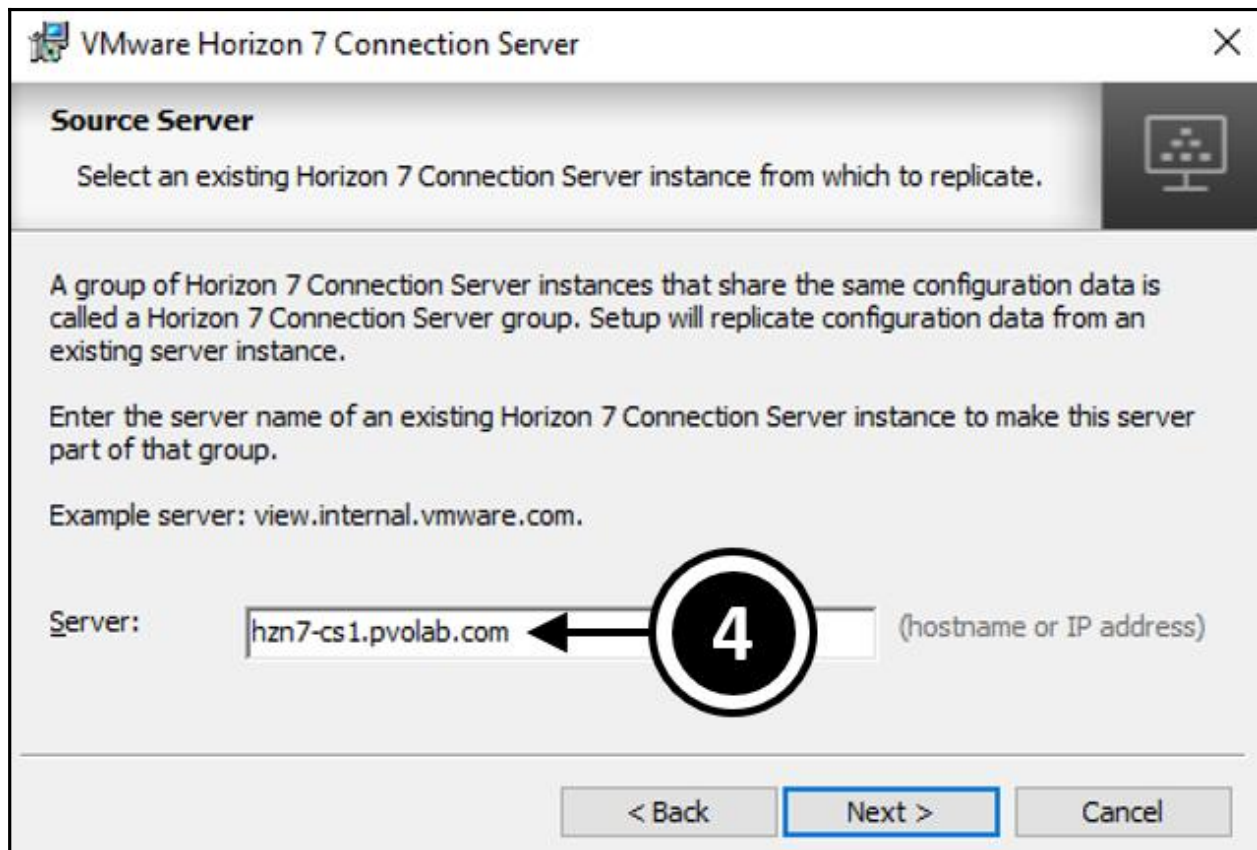 VMware Horizon 7 Connection Server
Source Server
Select an existing Horizon 7 Connection Server instance from which to replicate.
A group of Horizon 7 Connection Server instances that share the same configuration data is
called a Horizon 7 Connection Server group. Setup will replicate configuration data from an
existing server instance.
Enter the server name of an existing Horizon 7 Connection Server instance to make this server
part of that group.
Example server: view.internal.vmware.com.
Server: hzn7-cs1.pvolab.com 4 (hostname or IP address)
< Back Next > Cancel